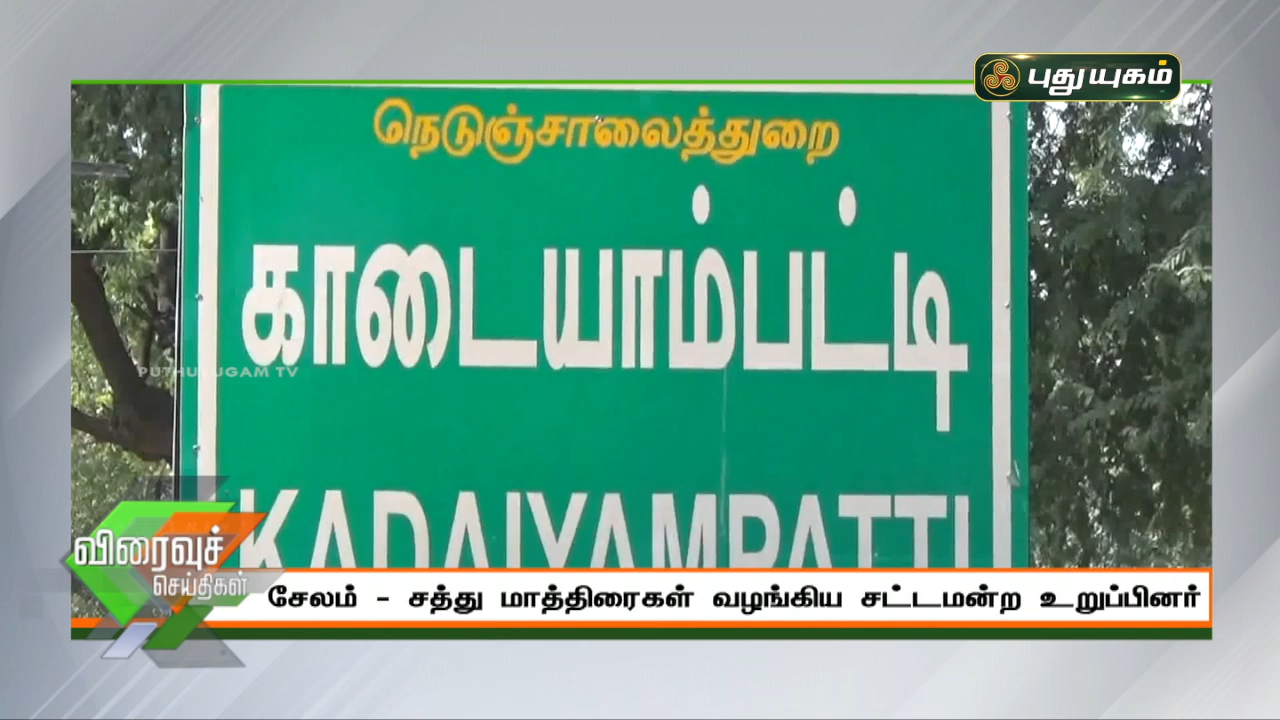 புதுயுகம்
நெடுஞ்சாலைத்துறை
காடையாம்பட்டி
PUTHUYUGAM TV
KADAIYAMPATTI
விரைவுச்
செய்திகள்
சேலம் - சத்து மாத்திரைகள் வழங்கிய சட்டமன்ற உறுப்பினர்